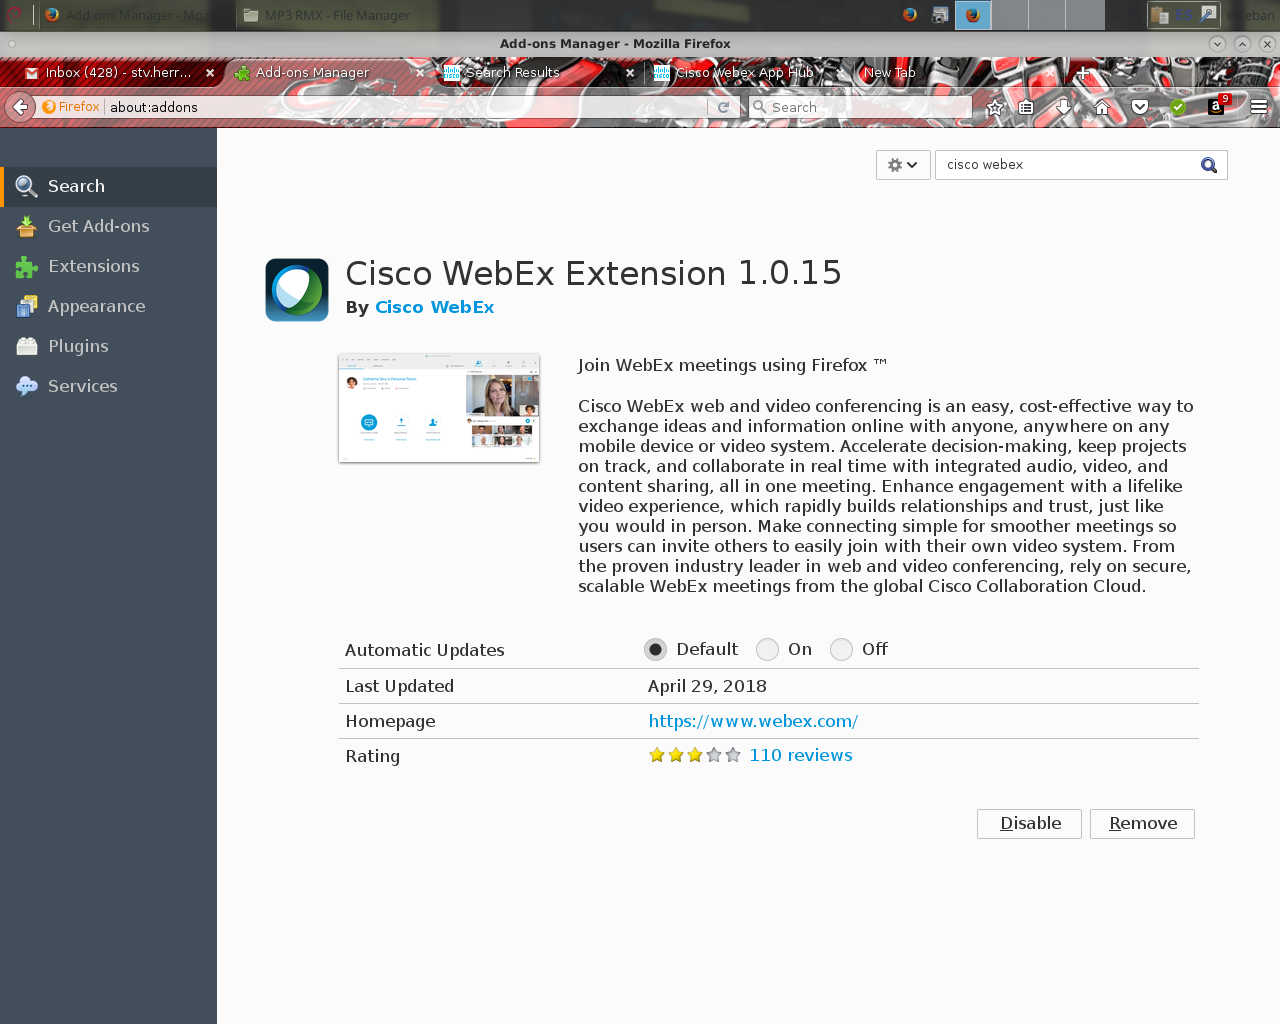 Add-ons Manager - Moz
MP3 RMX - File Manager
esteban
Add-ons Manager - Mozilla Firefox
Inbox (428) - stv.herr...
Add-ons Manager
Search Results
Cisco Webex App Hub
New Tab
Firefox
about:addons
Search
9
cisco webex
Search
Get Add-ons
Extensions
Appearance
Plugins
Services
Cisco WebEx Extension 1.0.15
By Cisco WebEx
Join WebEx meetings using Firefox ™
Cisco WebEx web and video conferencing is an easy, cost-effective way to
exchange ideas and information online with anyone, anywhere on any
mobile device or video system. Accelerate decision-making, keep projects
on track, and collaborate in real time with integrated audio, video, and
content sharing, all in one meeting. Enhance engagement with a lifelike
video experience, which rapidly builds relationships and trust, just like
you would in person. Make connecting simple for smoother meetings so
users can invite others to easily join with their own video system. From
the proven industry leader in web and video conferencing, rely on secure,
scalable WebEx meetings from the global Cisco Collaboration Cloud.
Automatic Updates Default On Off
Last Updated April 29, 2018
Homepage https://www.webex.com/
Rating 110 reviews
Disable Remove